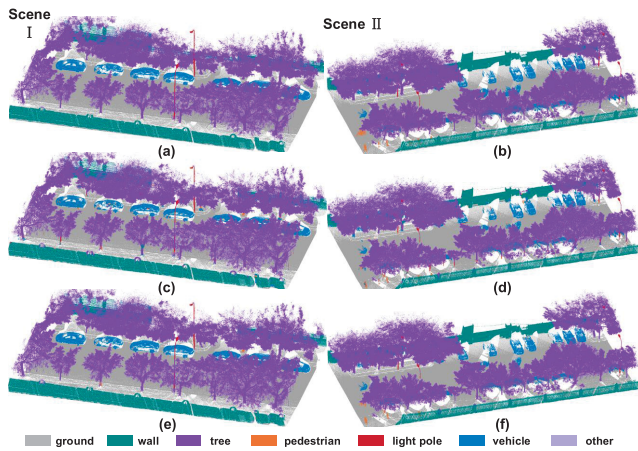 Scene
Ⅰ
Scene Ⅱ
(a)
(b)
(c)
(d)
(e)
(f)
ground wall tree pedestrian light pole vehicle other